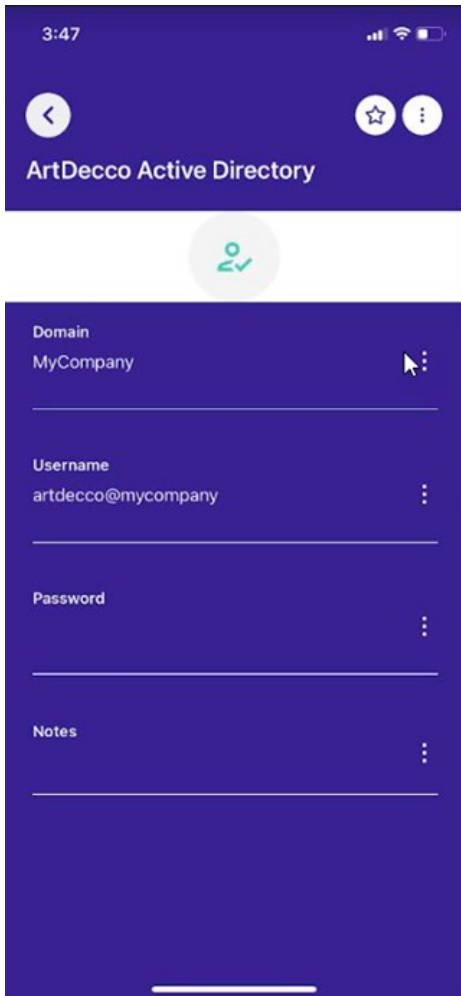 3:47
ArtDecco Active Directory
Domain
MyCompany
Username
artdecco@mycompany
Password
Notes